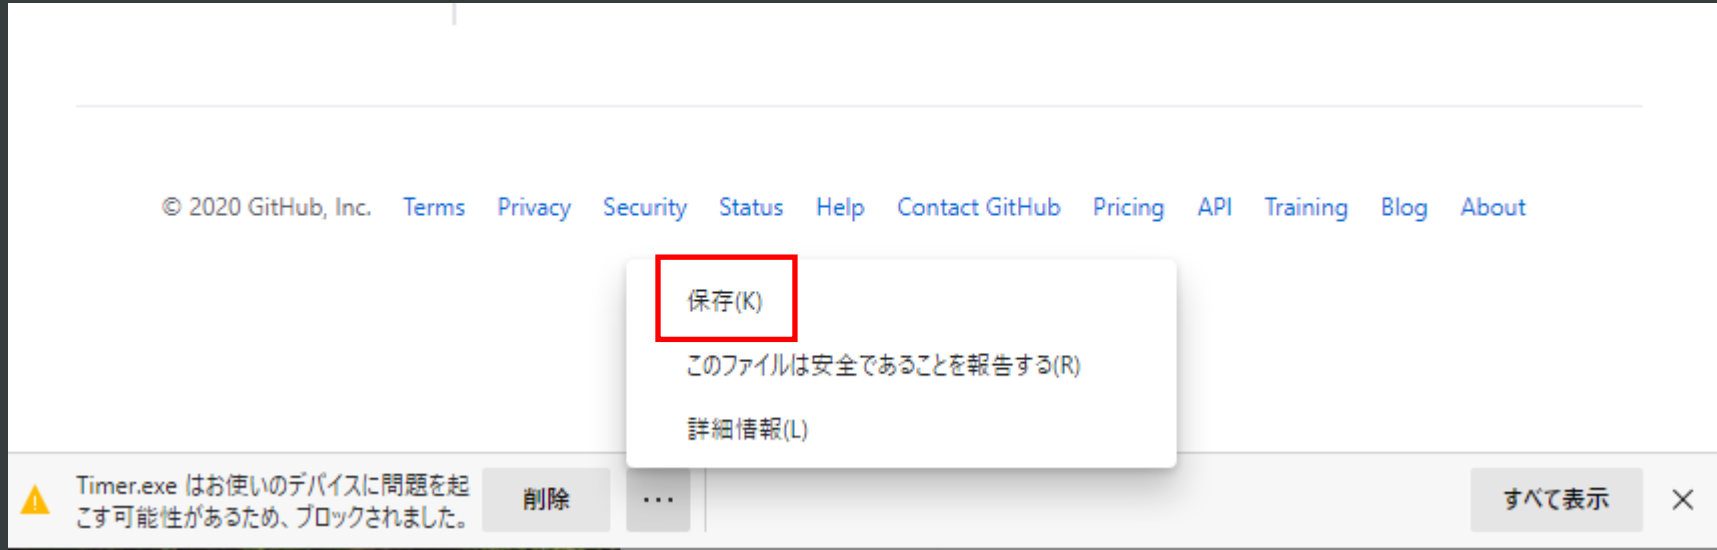 © 2020 GitHub, Inc. Terms Privacy Security Status Help Contact GitHub Pricing API Training Blog About
保存(K)
このファイルは安全であることを報告する(R)
詳細情報(L)
Timer.exe はお使いのデバイスに問題を起
こす可能性があるため、ブロックされました。
削除
…
すべて表示